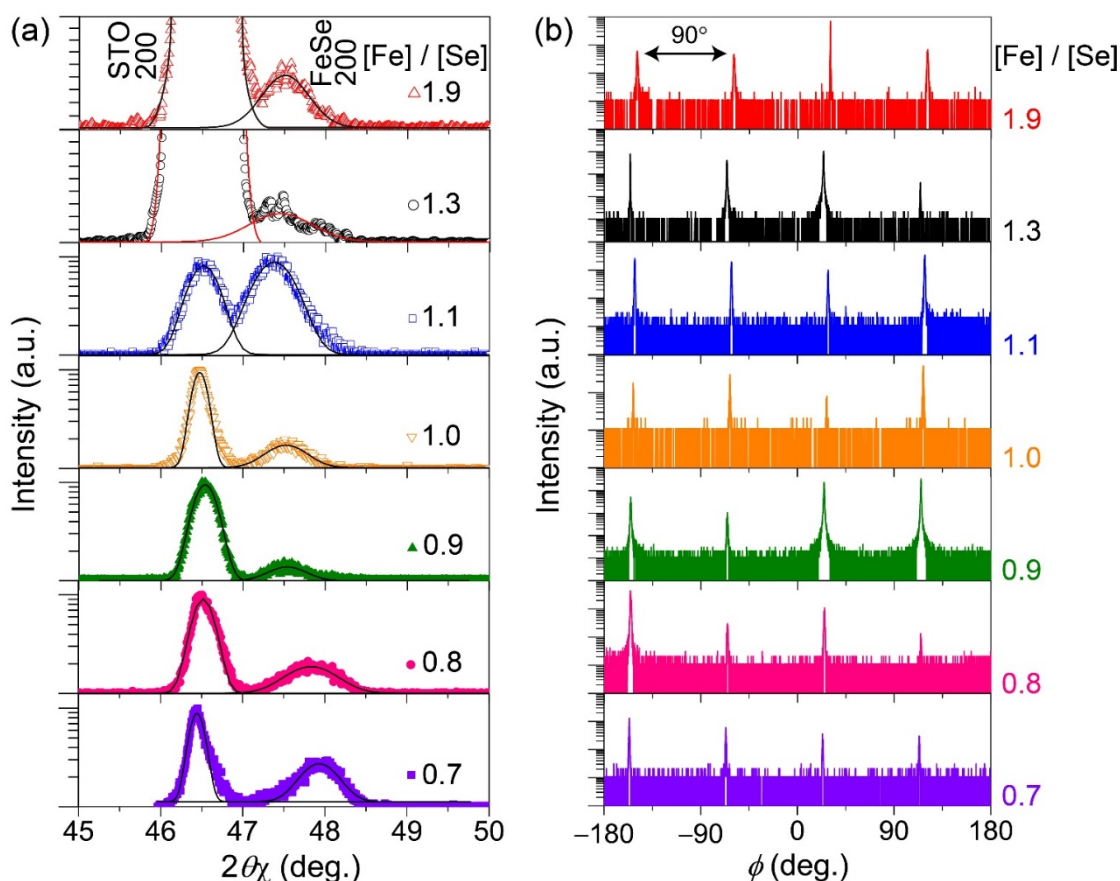 (a)
STO
200
FeSe
200
[Fe] / [Se]
1.9
1.3
1.1
1.0
0.9
0.8
0.7
Intensity (a.u.)
45 46 47 48 49 50
2θχ (deg.)
(b)
90°
[Fe] / [Se]
1.9
1.3
1.1
1.0
0.9
0.8
0.7
Intensity (a.u.)
−180 −90 0 90 180
ϕ (deg.)